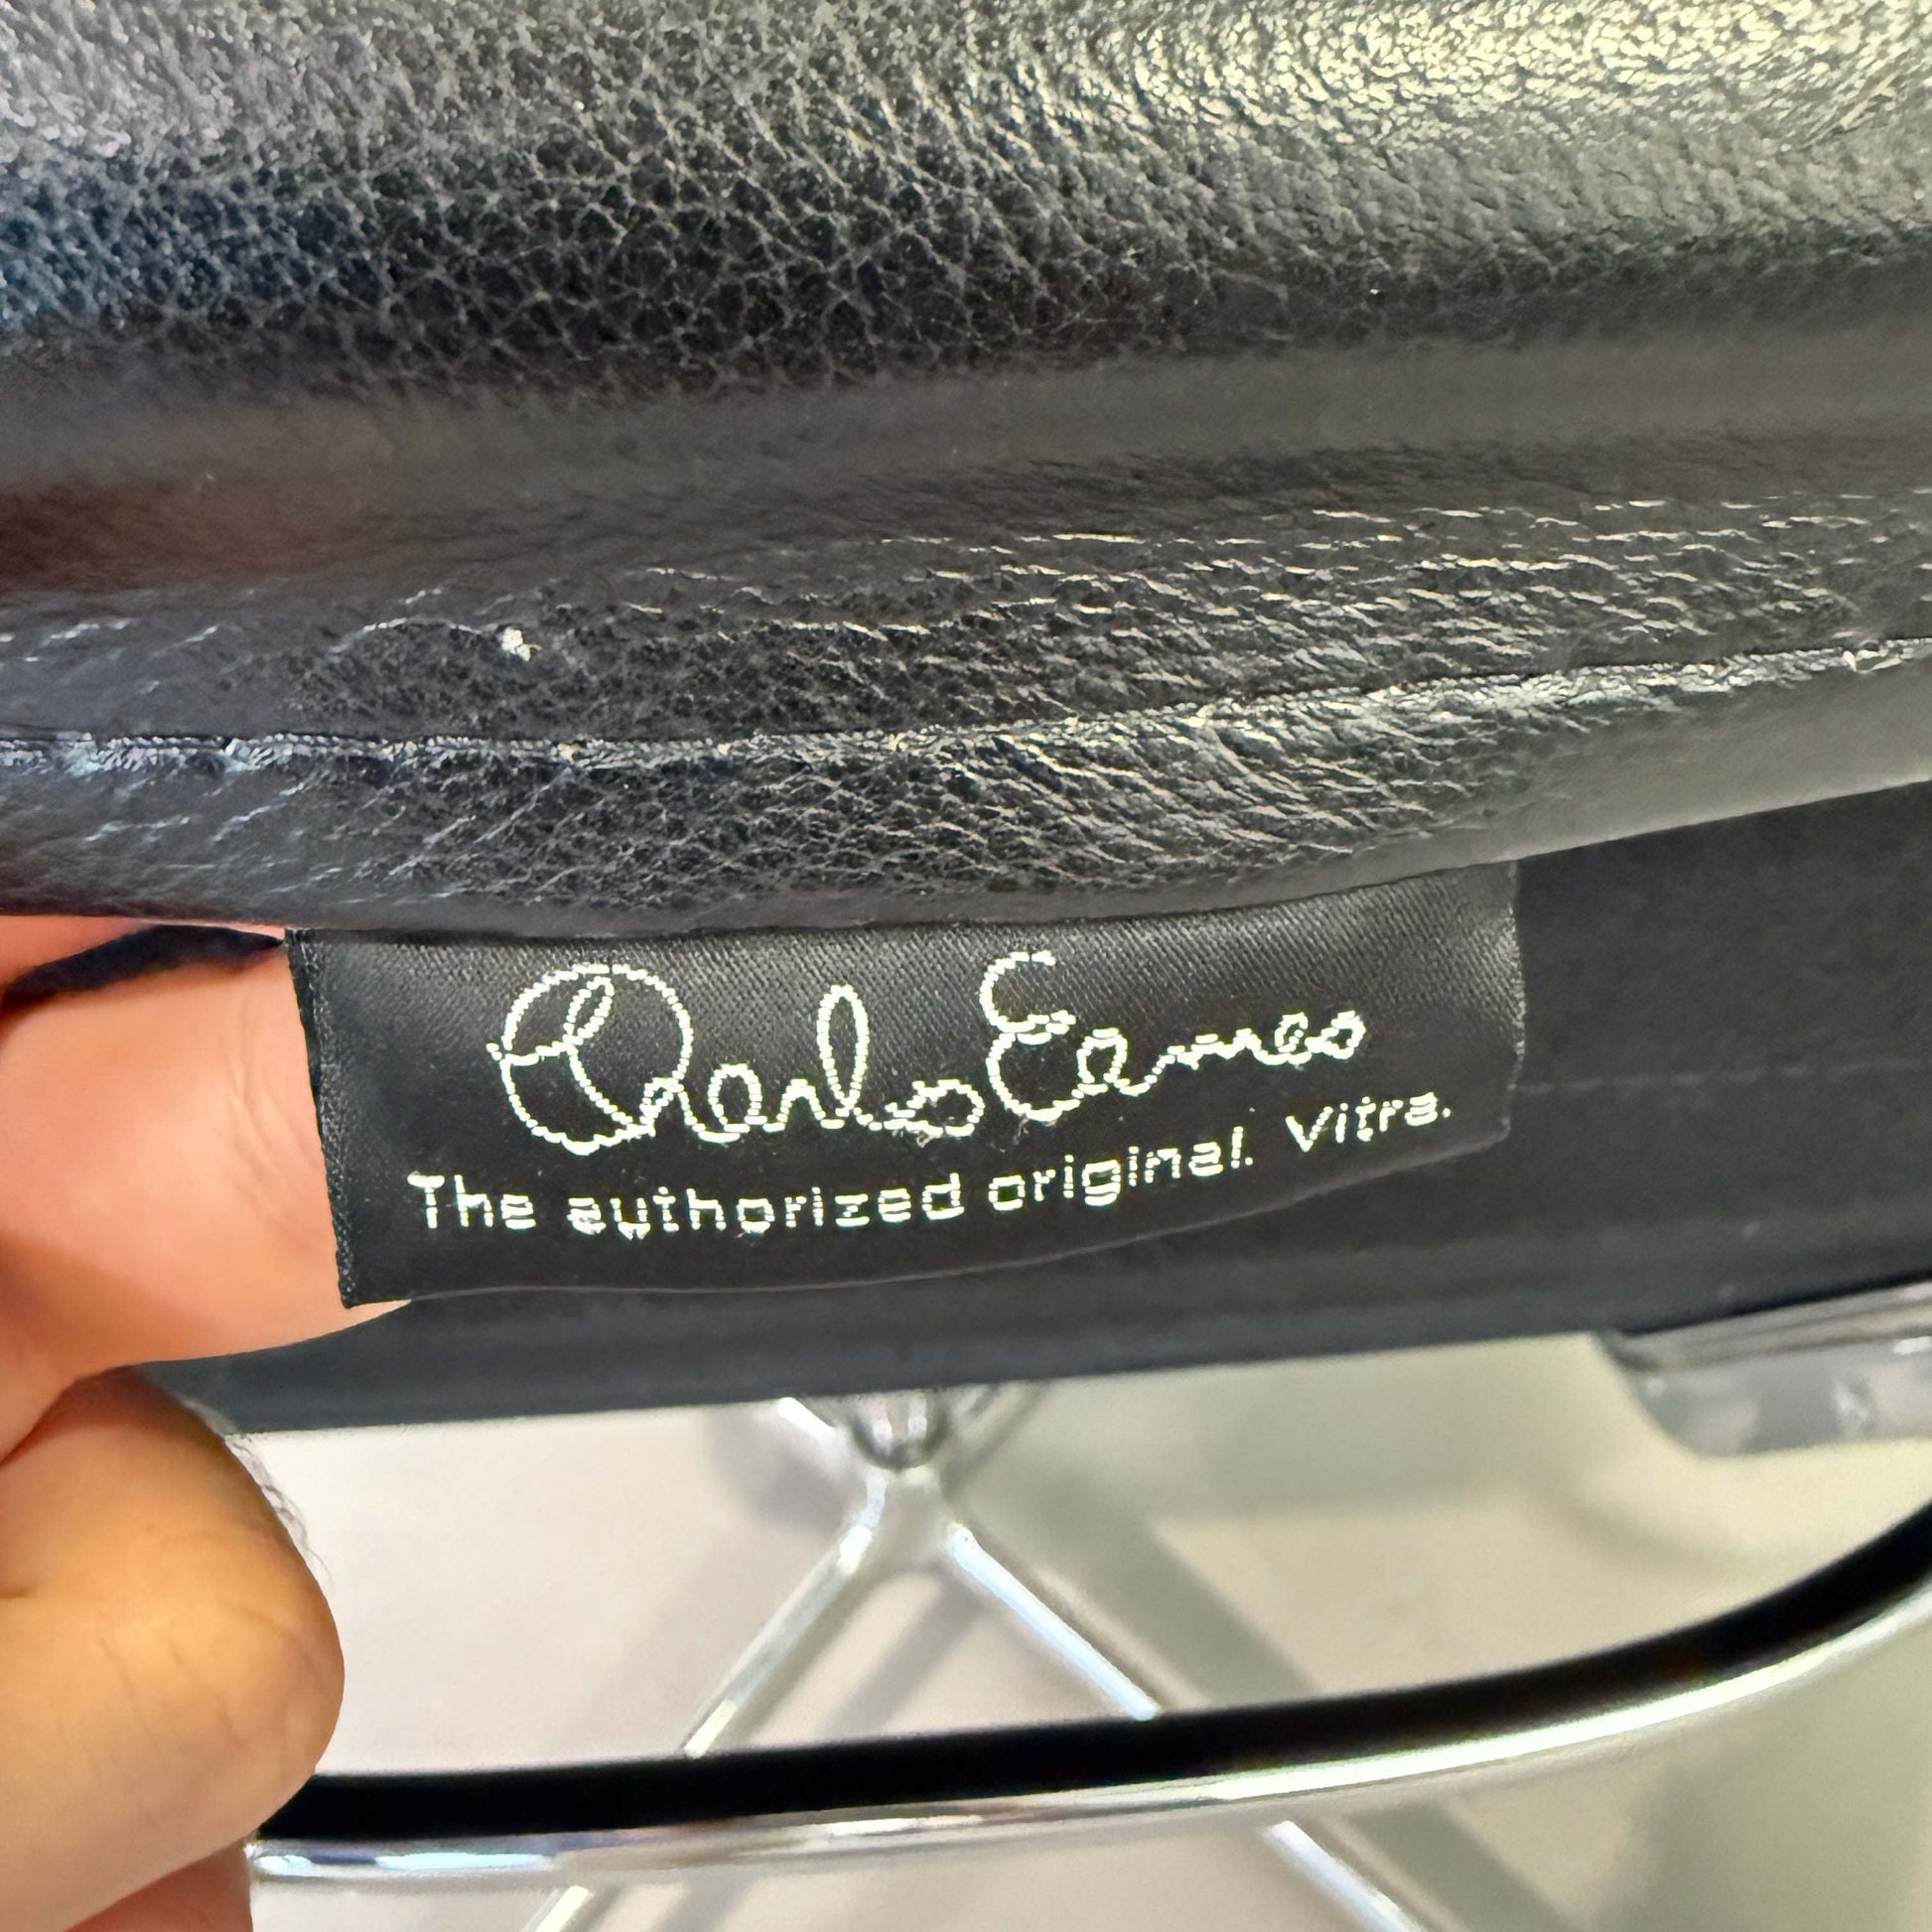 Charles Eames
The authorized original. Vitra.